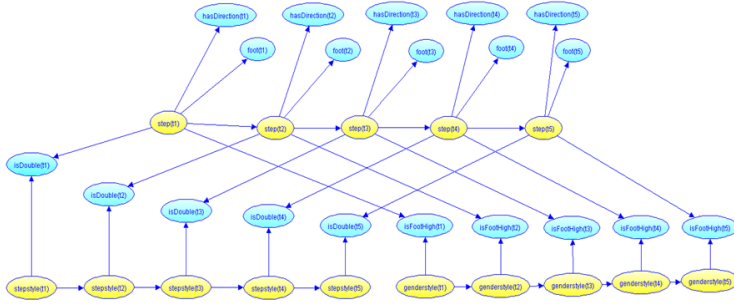 hasDirection(t1) hasDirection(t2) hasDirection(t3) hasDirection(t4) hasDirection(t5)
foot(t1) foot(t2) foot(t3) foot(t4) foot(t5)
step(t1) step(t2) step(t3) step(t4) step(t5)
isDouble(t1)
isDouble(t2)
isDouble(t3) isDouble(t4) isDouble(t5) isFootHigh(t1) isFootHigh(t2) isFootHigh(t3) isFootHigh(t4) isFootHigh(t5)
stepstyle(t1) stepstyle(t2) stepstyle(t3) stepstyle(t4) stepstyle(t5) genderstyle(t1) genderstyle(t2) genderstyle(t3) genderstyle(t4) genderstyle(t5)